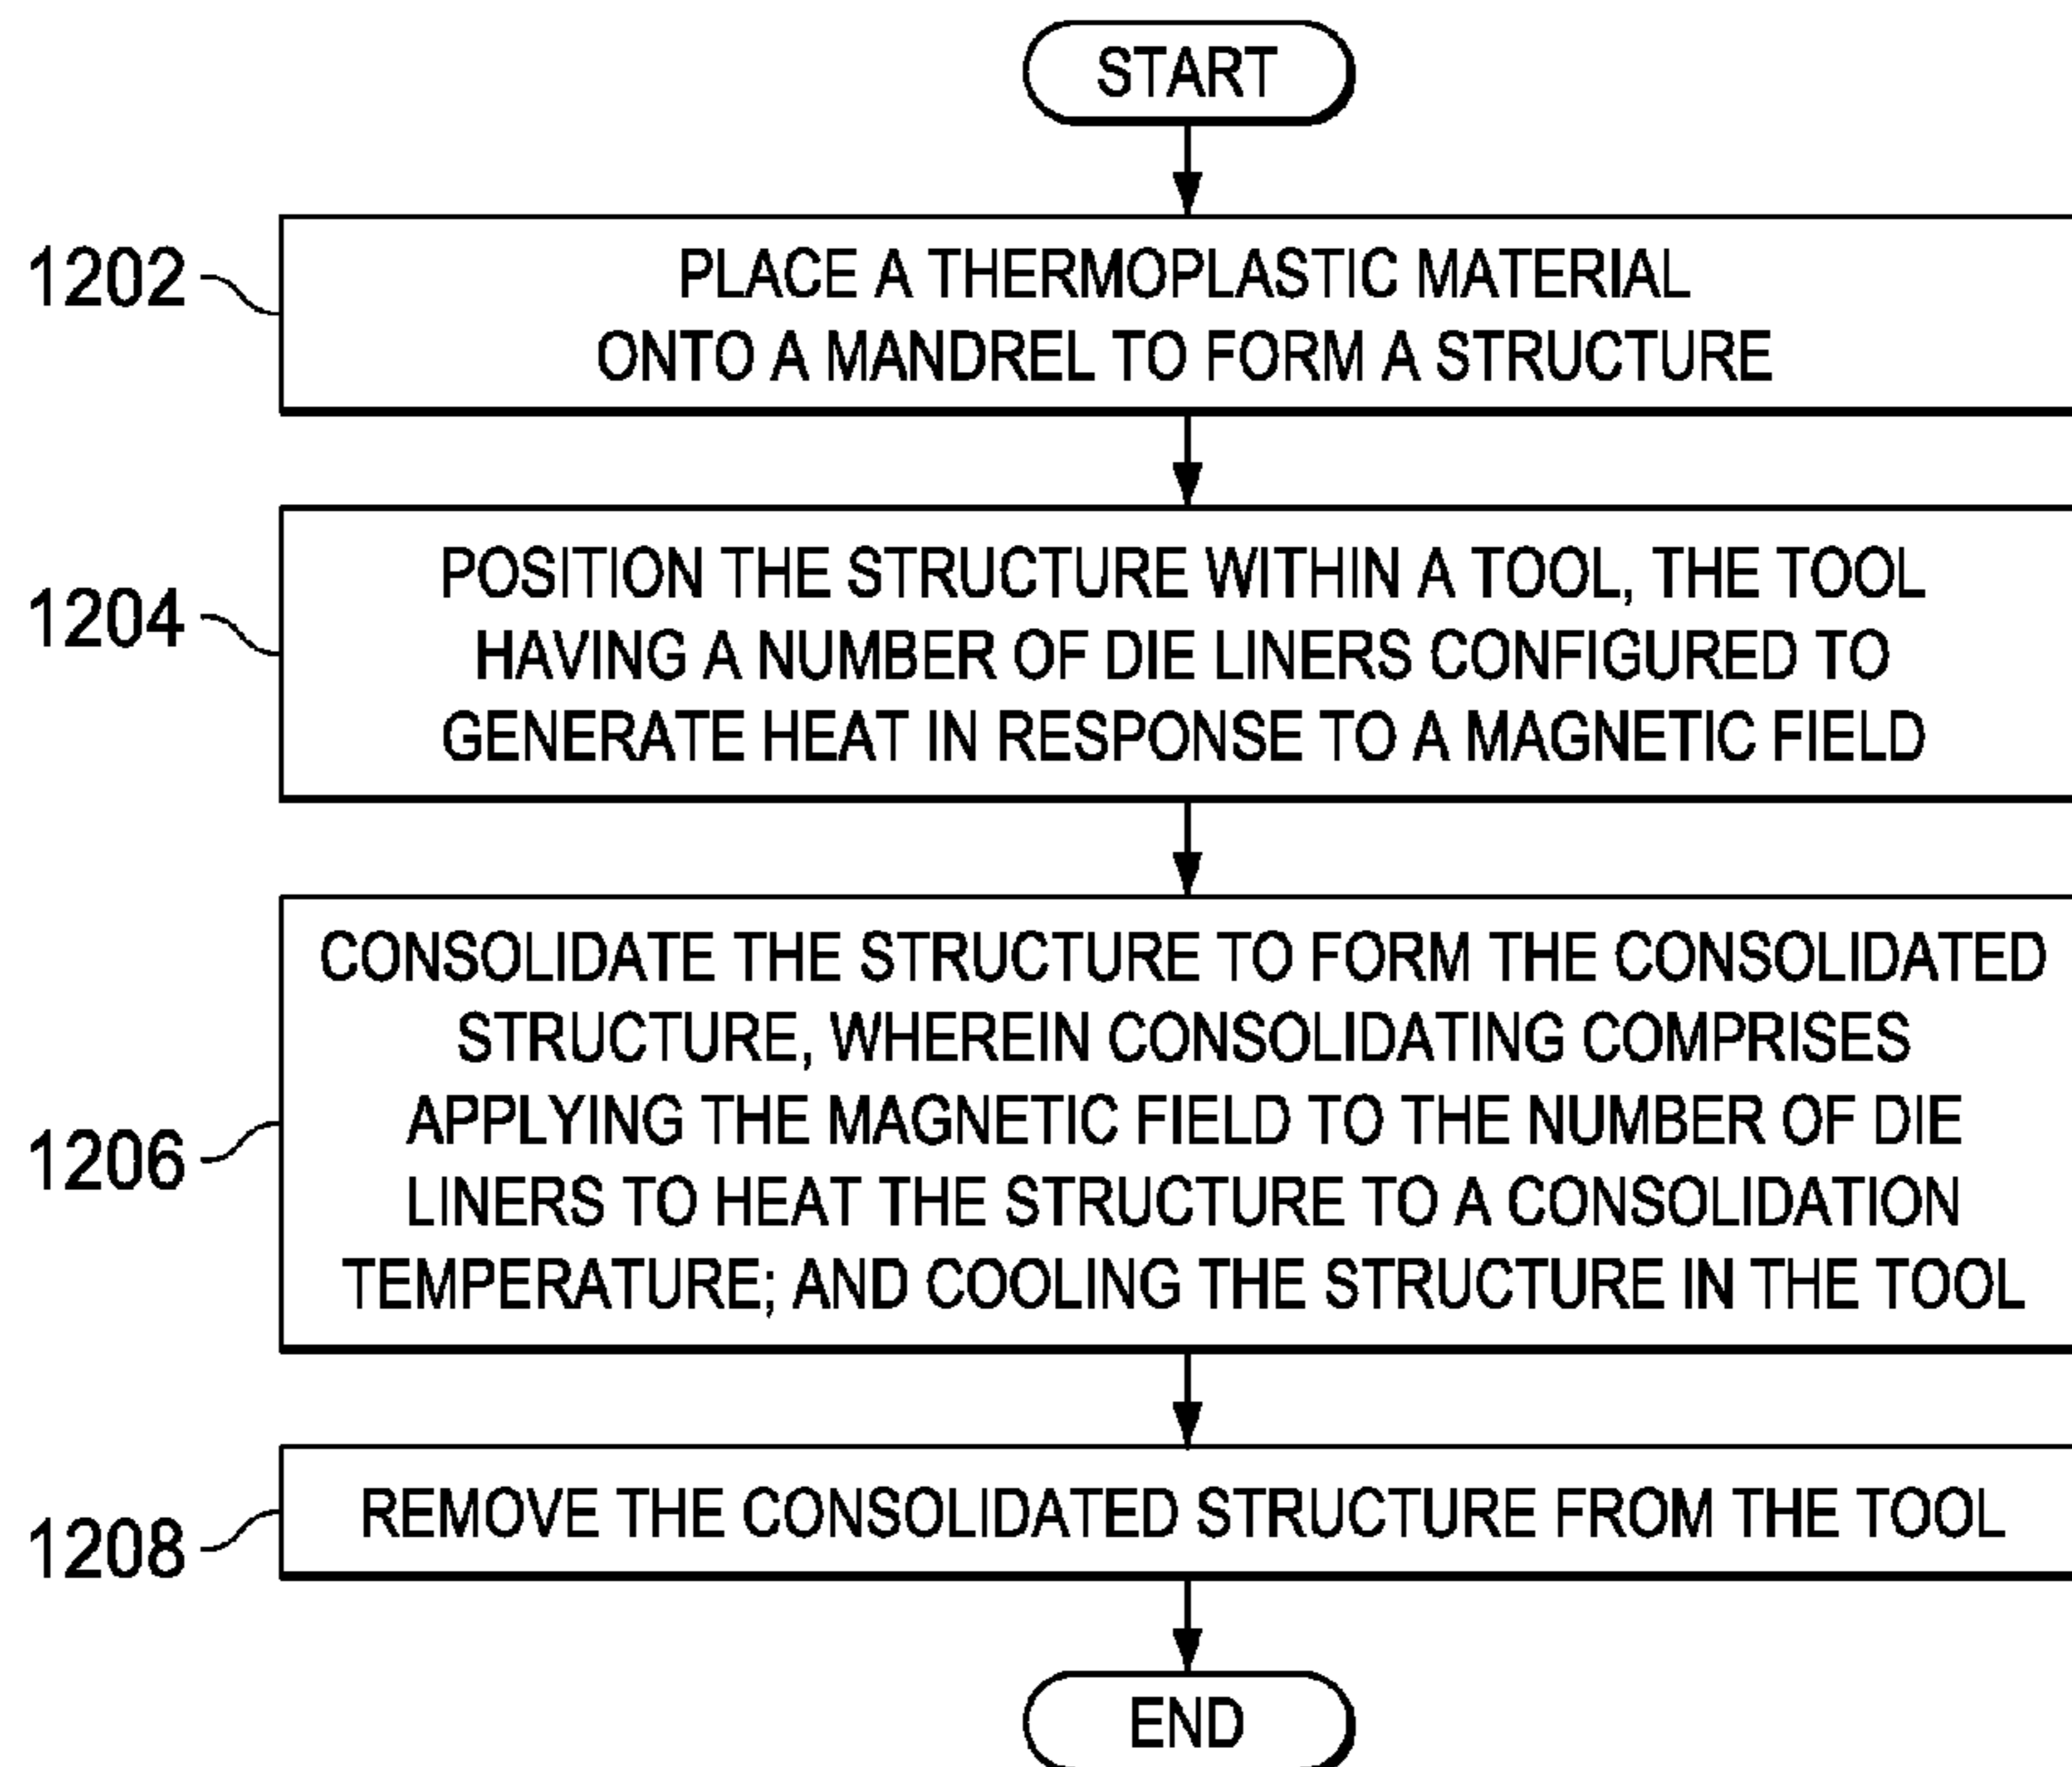 START
1202
PLACE A THERMOPLASTIC MATERIAL
ONTO A MANDREL TO FORM A STRUCTURE
1204
POSITION THE STRUCTURE WITHIN A TOOL, THE TOOL
HAVING A NUMBER OF DIE LINERS CONFIGURED TO
GENERATE HEAT IN RESPONSE TO A MAGNETIC FIELD
1206
CONSOLIDATE THE STRUCTURE TO FORM THE CONSOLIDATED
STRUCTURE, WHEREIN CONSOLIDATING COMPRISES
APPLYING THE MAGNETIC FIELD TO THE NUMBER OF DIE
LINERS TO HEAT THE STRUCTURE TO A CONSOLIDATION
TEMPERATURE; AND COOLING THE STRUCTURE IN THE TOOL
1208
REMOVE THE CONSOLIDATED STRUCTURE FROM THE TOOL
END